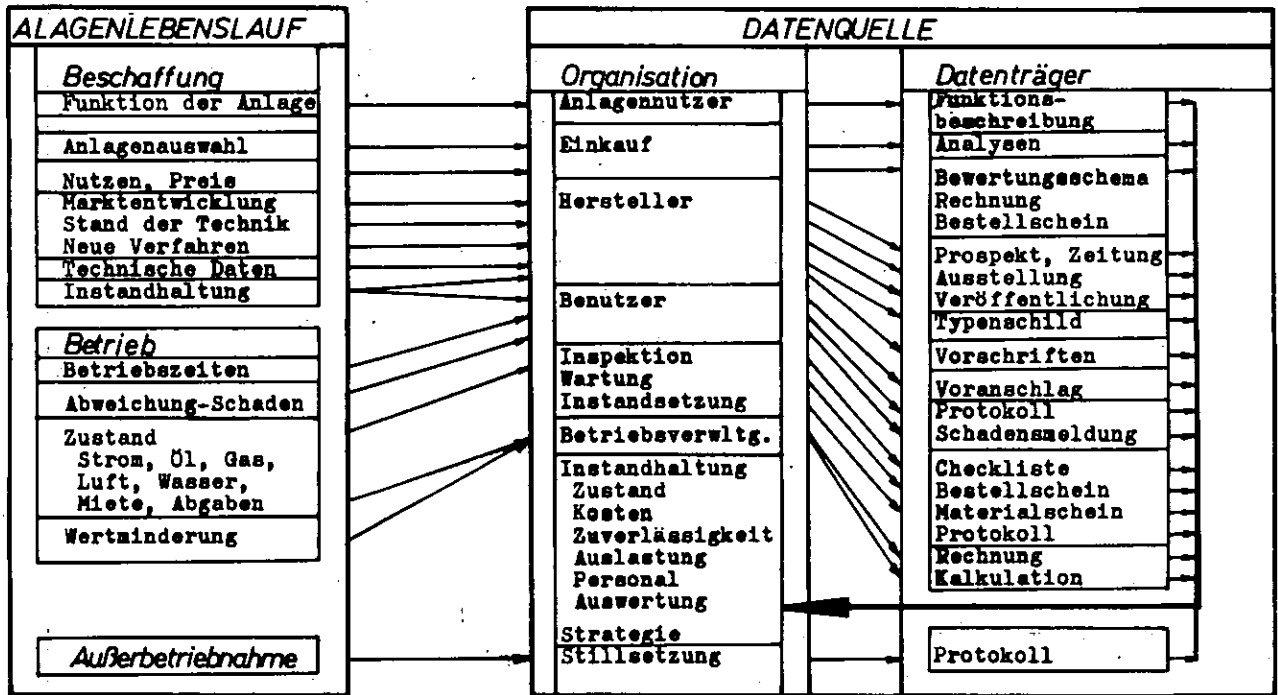 ALAGENLEBENSLAUF
Beschaffung
Funktion der Anlage
Anlagenauswahl
Nutzen, Preis
Marktentwicklung
Stand der Technik
Neue Verfahren
Technische Daten
Instandhaltung
Betrieb
Betriebszeiten
Abweichung-Schaden
Zustand
Strom, Öl, Gas,
Luft, Wasser,
Miete, Abgaben
Wertminderung
Außerbetriebnahme
DATENQUELLE
Organisation
Anlagennutzer
Einkauf
Hersteller
Benutzer
Inspektion
Wartung
Instandsetzung
Betriebsverwltg.
Instandhaltung
Zustand
Kosten
Zuverlässigkeit
Auslastung
Personal
Auswertung
Strategie
Stillsetzung
Datenträger
Funktions-
beschreibung
Analysen
Bewertungsschema
Rechnung
Bestellschein
Prospekt, Zeitung
Ausstellung
Veröffentlichung
Typenschild
Vorschriften
Voranschlag
Protokoll
Schadensmeldung
Checkliste
Bestellschein
Materialschein
Protokoll
Rechnung
Kalkulation
Protokoll